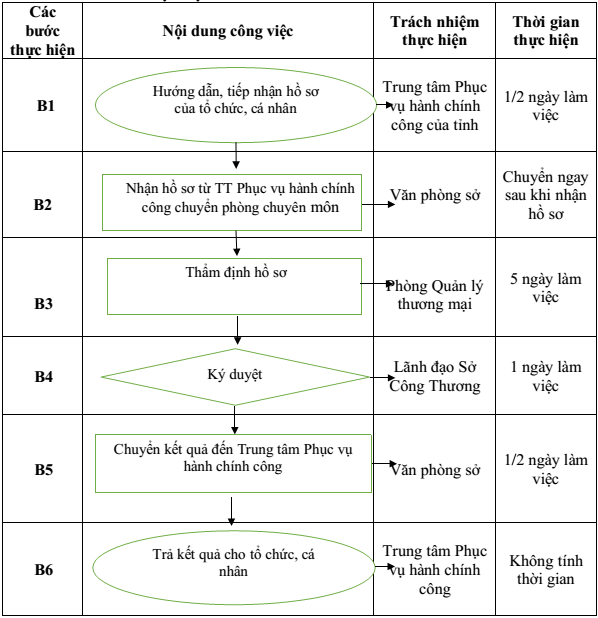 Các
bước
thực hiện
Nội dung công việc
Trách nhiệm
thực hiện
Thời gian
thực hiện
B1
Hướng dẫn, tiếp nhận hồ sơ
của tổ chức, cá nhân
Trung tâm Phục
vụ hành chính
công của tỉnh
1/2 ngày làm
việc
B2
Nhận hồ sơ từ TT Phục vụ hành chính
công chuyển phòng chuyên môn
Văn phòng sở
Chuyển ngay
sau khi nhận
hồ sơ
B3
Thẩm định hồ sơ
Phòng Quản lý
thương mại
5 ngày làm
việc
B4
Ký duyệt
Lãnh đạo Sở
Công Thương
1 ngày làm
việc
B5
Chuyển kết quả đến Trung tâm Phục vụ
hành chính công
Văn phòng sở
1/2 ngày làm
việc
B6
Trả kết quả cho tổ chức, cá
nhân
Trung tâm Phục
vụ hành chính
công
Không tính
thời gian